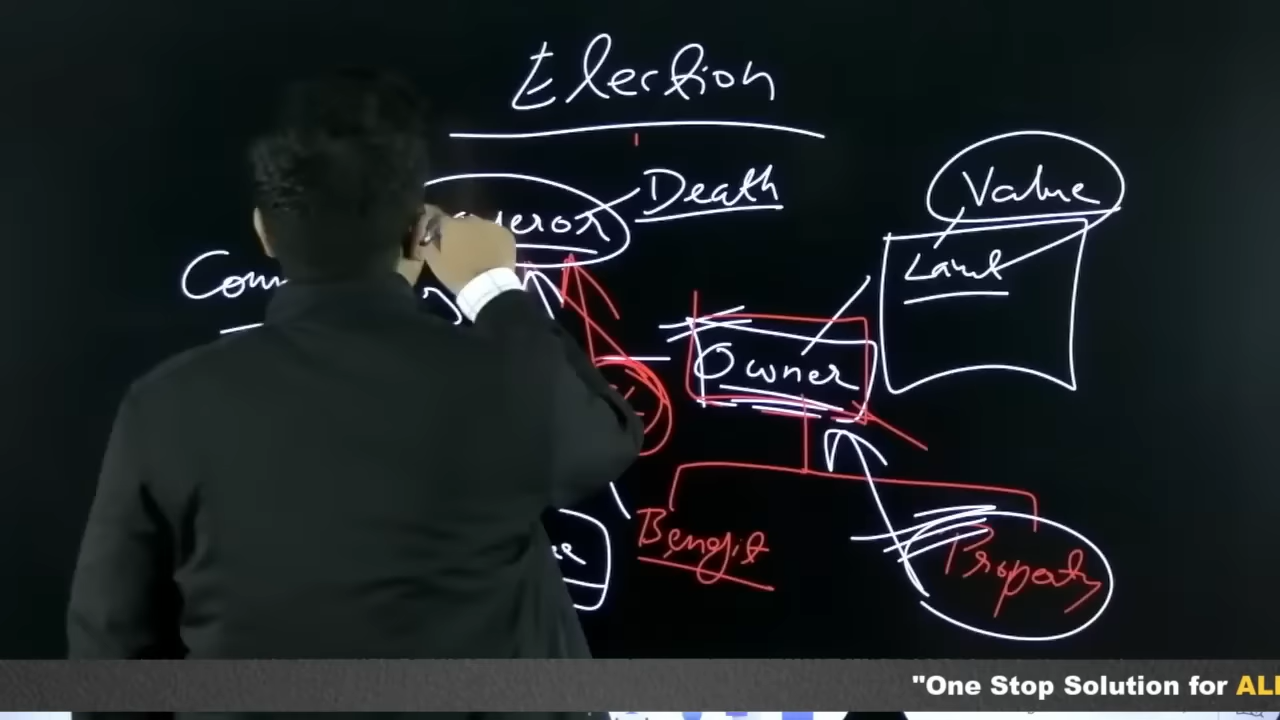 Election
Death
Value
Land
Owner
Benefit
Property
"One Stop Solution for